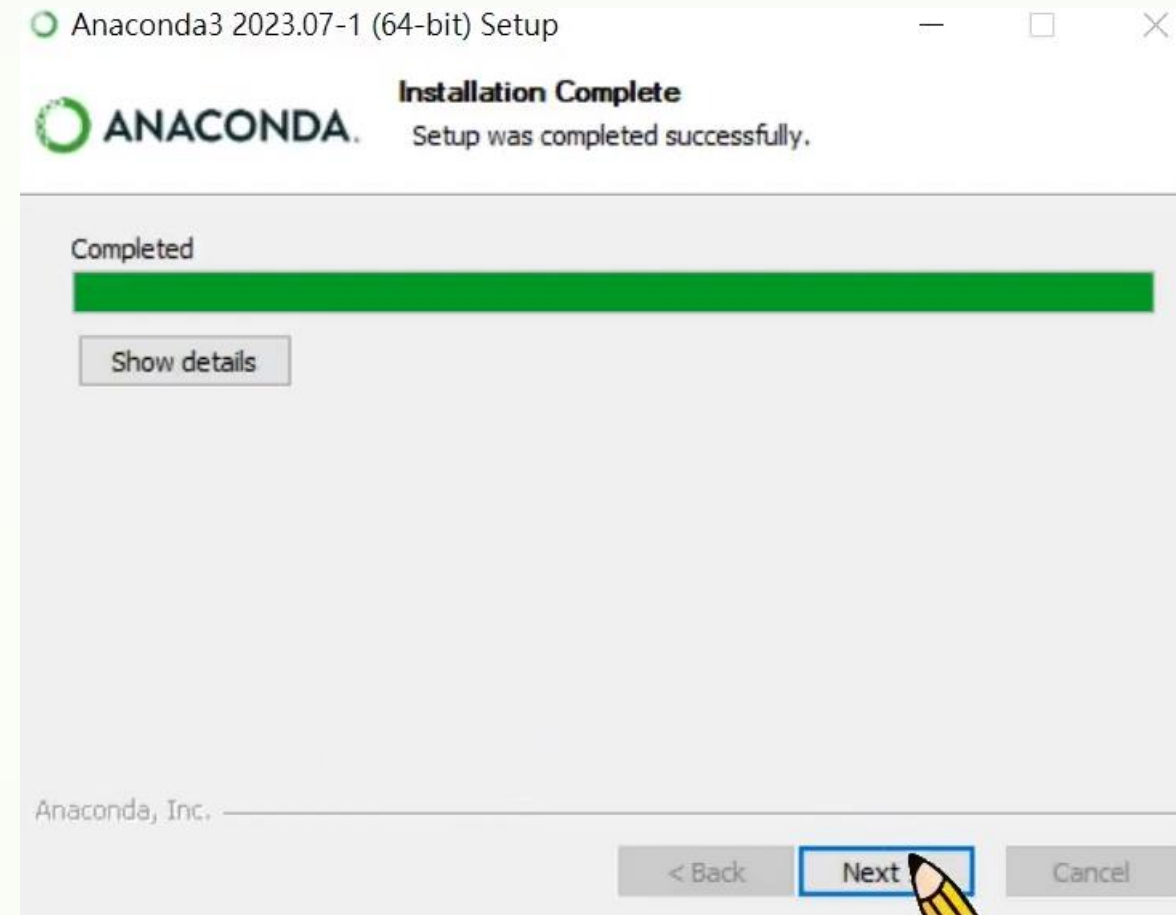 Anaconda3 2023.07-1 (64-bit) Setup
ANACONDA.
Installation Complete
Setup was completed successfully.
Completed
Show details
Anaconda, Inc.
< Back
Next
Cancel